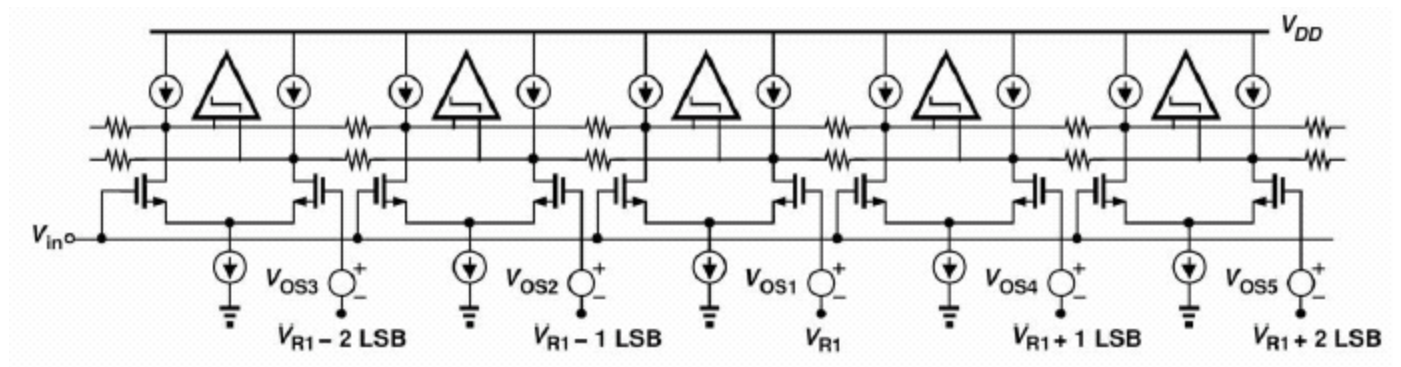 V_DD
V_in
V_OS3
V_OS2
V_OS1
V_OS4
V_OS5
+
−
+
−
+
−
+
−
+
−
V_R1 − 2 LSB
V_R1 − 1 LSB
V_R1
V_R1 + 1 LSB
V_R1 + 2 LSB